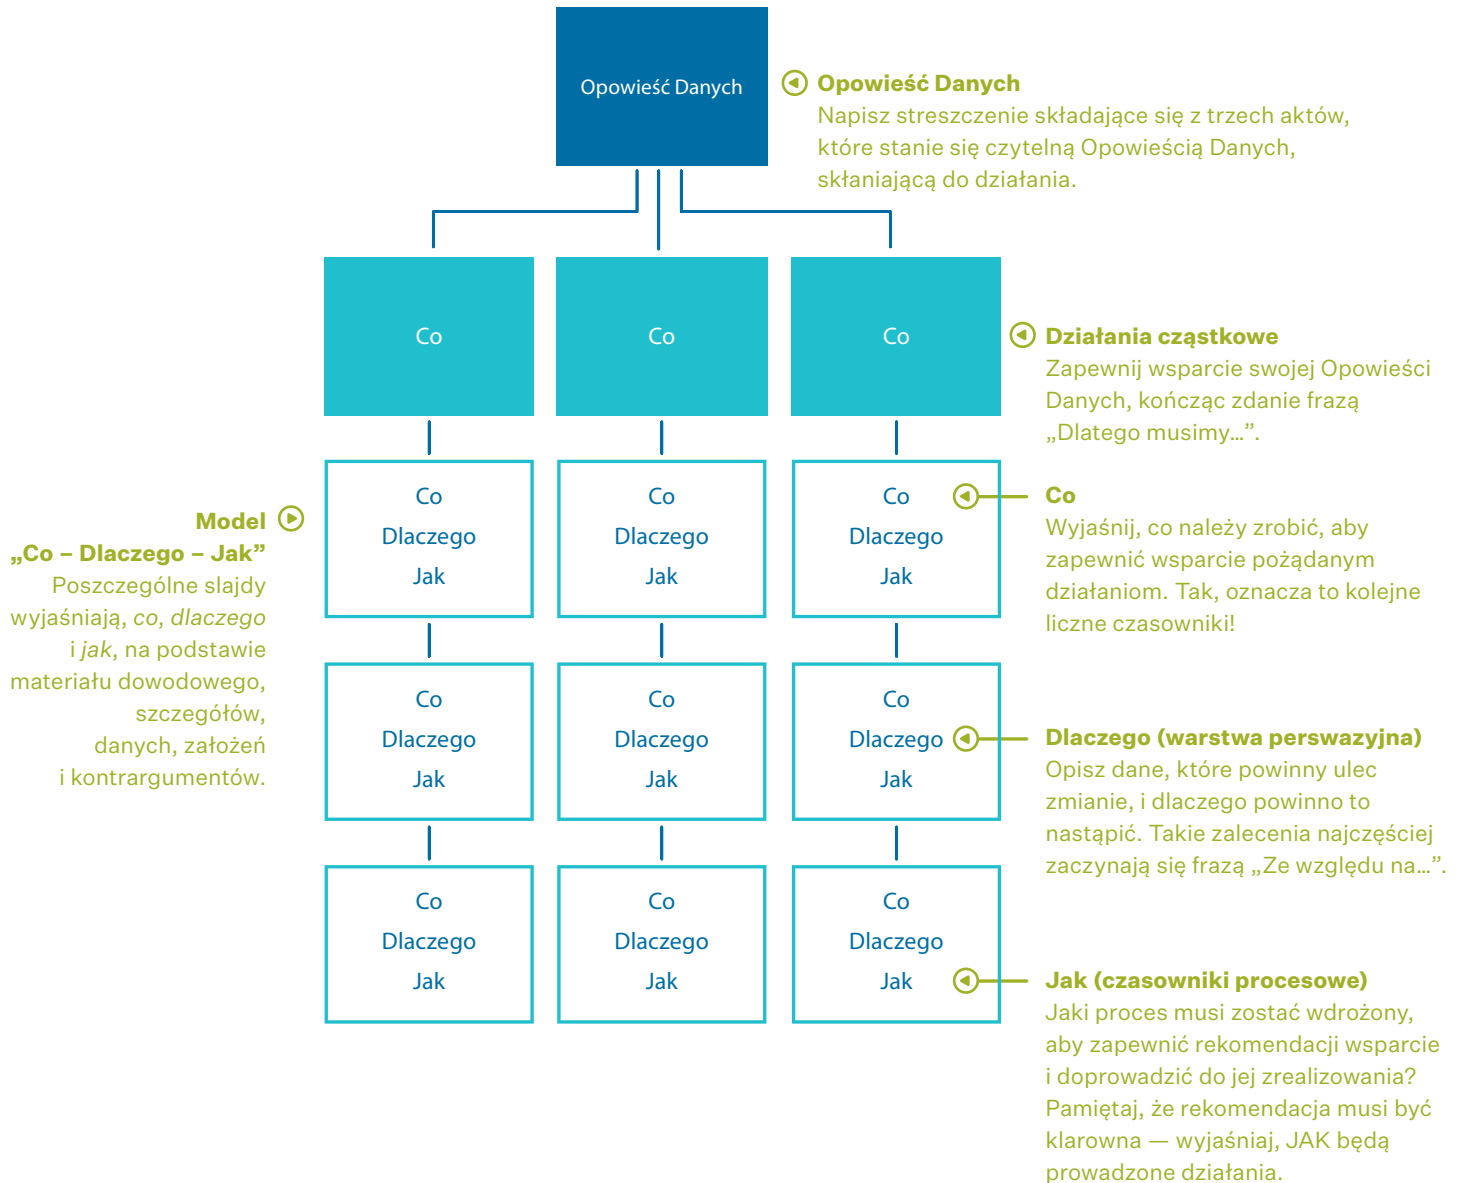 Opowieść Danych
Opowieść Danych
Napisz streszczenie składające się z trzech aktów,
które stanie się czytelną Opowieścią Danych,
skłaniającą do działania.
Co
Co
Co
Działania cząstkowe
Zapewnij wsparcie swojej Opowieści
Danych, kończąc zdanie frazą
„Dlatego musimy…”.
Model
„Co – Dlaczego – Jak”
Poszczególne slajdy
wyjaśniają, co, dlaczego
i jak, na podstawie
materiału dowodowego,
szczegółów,
danych, założeń
i kontrargumentów.
Co
Dlaczego
Jak
Co
Dlaczego
Jak
Co
Dlaczego
Jak
Co
Wyjaśnij, co należy zrobić, aby
zapewnić wsparcie pożądanym
działaniom. Tak, oznacza to kolejne
liczne czasowniki!
Co
Dlaczego
Jak
Co
Dlaczego
Jak
Co
Dlaczego
Jak
Dlaczego (warstwa perswazyjna)
Opisz dane, które powinny ulec
zmianie, i dlaczego powinno to
nastąpić. Takie zalecenia najczęściej
zaczynają się frazą „Ze względu na…”.
Co
Dlaczego
Jak
Co
Dlaczego
Jak
Co
Dlaczego
Jak
Jak (czasowniki procesowe)
Jaki proces musi zostać wdrożony,
aby zapewnić rekomendacji wsparcie
i doprowadzić do jej zrealizowania?
Pamiętaj, że rekomendacja musi być
klarowna — wyjaśniaj, JAK będą
prowadzone działania.